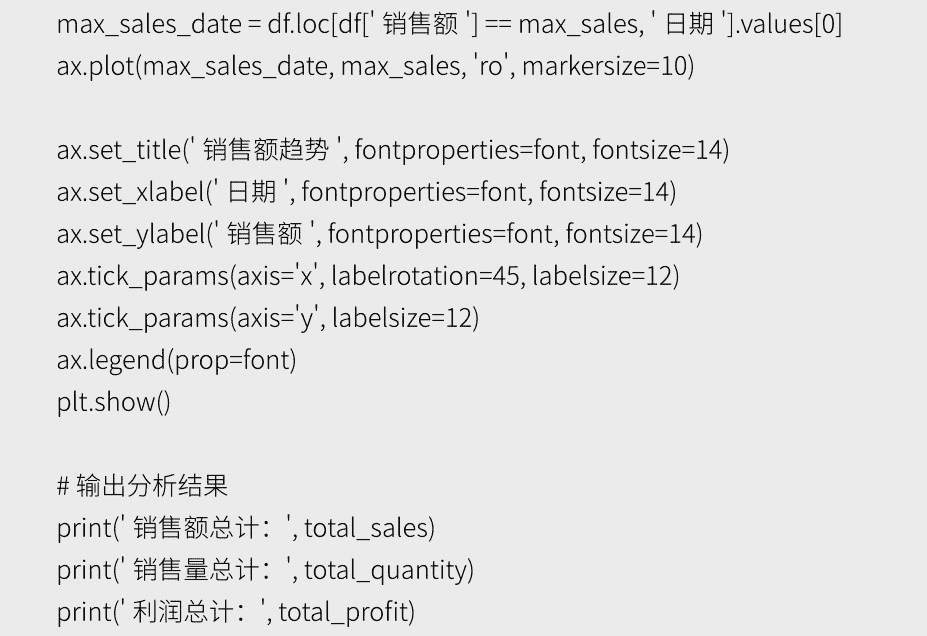 max_sales_date = df.loc[df[' 销售额 '] == max_sales, ' 日期 '].values[0]
ax.plot(max_sales_date, max_sales, 'ro', markersize=10)
ax.set_title(' 销售额趋势 ', fontproperties=font, fontsize=14)
ax.set_xlabel(' 日期 ', fontproperties=font, fontsize=14)
ax.set_ylabel(' 销售额 ', fontproperties=font, fontsize=14)
ax.tick_params(axis='x', labelrotation=45, labelsize=12)
ax.tick_params(axis='y', labelsize=12)
ax.legend(prop=font)
plt.show()
# 输出分析结果
print(' 销售额总计：', total_sales)
print(' 销售量总计：', total_quantity)
print(' 利润总计：', total_profit)